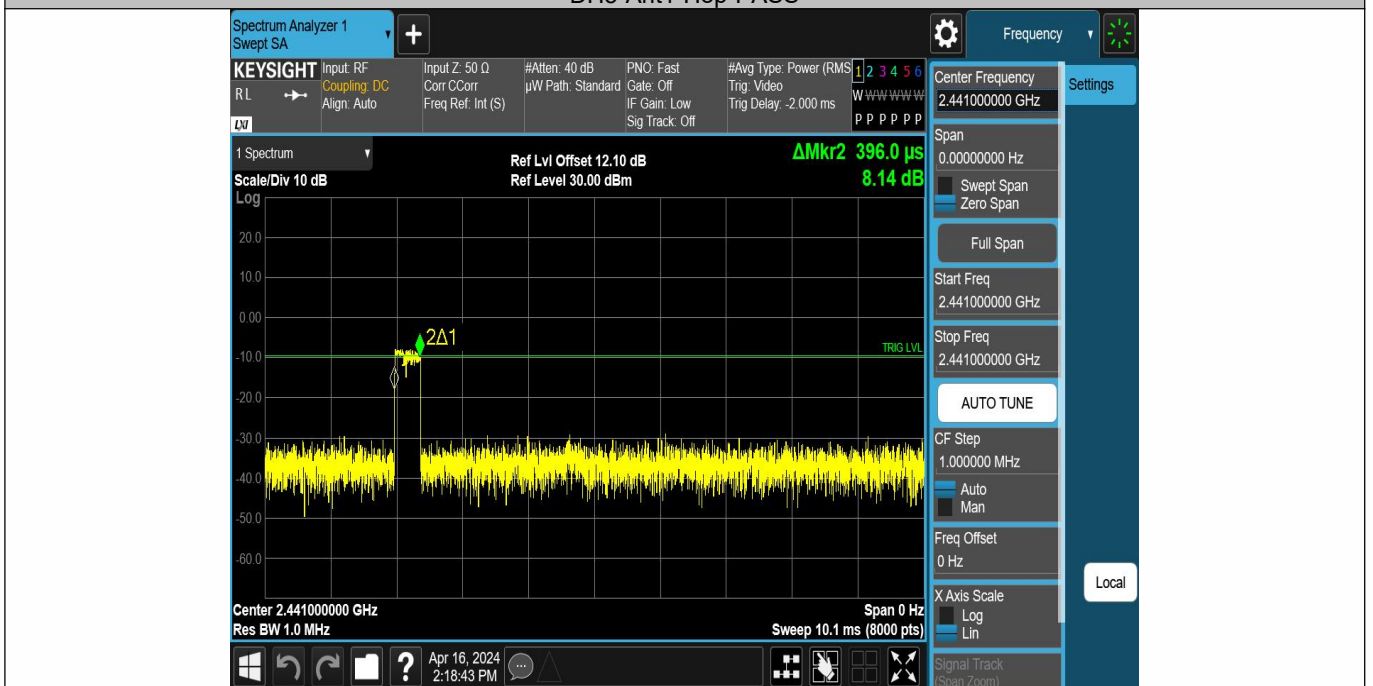 Spectrum Analyzer 1
Swept SA
Frequency
KEYSIGHT
R L
LXI
Input: RF
Coupling: DC
Align: Auto
Input Z: 50 Ω
Corr CCorr
Freq Ref: Int (S)
#Atten: 40 dB
µW Path: Standard
PNO: Fast
Gate: Off
IF Gain: Low
Sig Track: Off
#Avg Type: Power (RMS
Trig: Video
Trig Delay: -2.000 ms
1 2 3 4 5 6
W W W W W W
P P P P P P
1 Spectrum
Scale/Div 10 dB
Log
Ref Lvl Offset 12.10 dB
Ref Level 30.00 dBm
ΔMkr2 396.0 µs
8.14 dB
20.0
10.0
0.00
-10.0
-20.0
-30.0
-40.0
-50.0
-60.0
2Δ1
TRIG LVL
Center 2.441000000 GHz
Res BW 1.0 MHz
Span 0 Hz
Sweep 10.1 ms (8000 pts)
Apr 16, 2024
2:18:43 PM
Center Frequency
2.441000000 GHz
Span
0.00000000 Hz
Swept Span
Zero Span
Full Span
Start Freq
2.441000000 GHz
Stop Freq
2.441000000 GHz
AUTO TUNE
CF Step
1.000000 MHz
Auto
Man
Freq Offset
0 Hz
X Axis Scale
Log
Lin
Signal Track
(Span Zoom)
Settings
Local